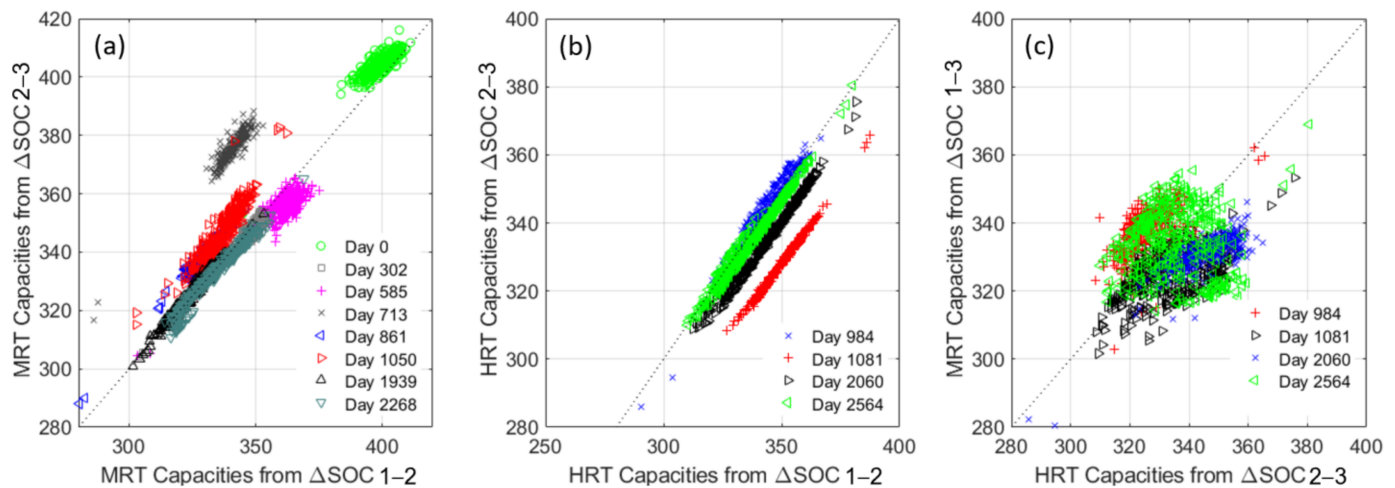 (a)
MRT Capacities from ΔSOC 2–3
420
400
380
360
340
320
300
280
300
350
400
MRT Capacities from ΔSOC 1–2
Day 0
Day 302
Day 585
Day 713
Day 861
Day 1050
Day 1939
Day 2268
(b)
HRT Capacities from ΔSOC 2–3
400
380
360
340
320
300
280
250
300
350
400
HRT Capacities from ΔSOC 1–2
Day 984
Day 1081
Day 2060
Day 2564
(c)
MRT Capacities from ΔSOC 1–3
400
380
360
340
320
300
280
280
300
320
340
360
380
400
HRT Capacities from ΔSOC 2–3
Day 984
Day 1081
Day 2060
Day 2564